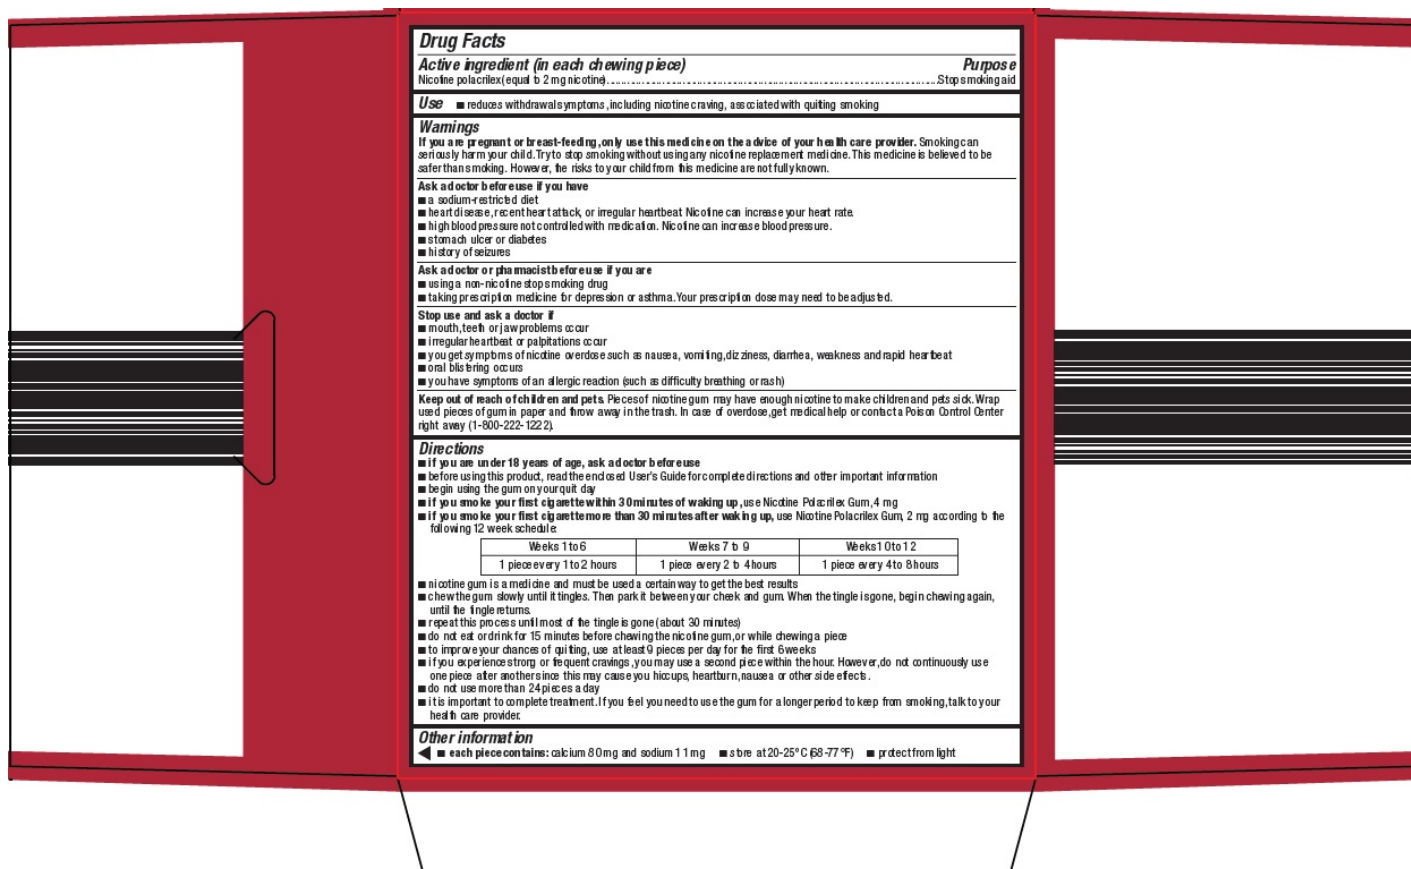 Drug Facts
Active ingredient (in each chewing piece) Purpose
Nicotine polacrilex (equal to 2 mg nicotine)..........Stop smoking aid
Use ■ reduces withdrawal symptoms, including nicotine craving, associated with quitting smoking
Warnings
If you are pregnant or breast-feeding, only use this medicine on the advice of your health care provider. Smoking can
seriously harm your child. Try to stop smoking without using any nicotine replacement medicine. This medicine is believed to be
safer than smoking. However, the risks to your child from this medicine are not fully known.
Ask a doctor before use if you have
■ a sodium-restricted diet
■ heart disease, recent heart attack, or irregular heartbeat. Nicotine can increase your heart rate.
■ high blood pressure not controlled with medication. Nicotine can increase blood pressure.
■ stomach ulcer or diabetes
■ history of seizures
Ask a doctor or pharmacist before use if you are
■ using a non-nicotine stop smoking drug
■ taking prescription medicine for depression or asthma. Your prescription dose may need to be adjusted.
Stop use and ask a doctor if
■ mouth, teeth or jaw problems occur
■ irregular heartbeat or palpitations occur
■ you get symptoms of nicotine overdose such as nausea, vomiting, dizziness, diarrhea, weakness and rapid heartbeat
■ oral blistering occurs
■ you have symptoms of an allergic reaction (such as difficulty breathing or rash)
Keep out of reach of children and pets. Pieces of nicotine gum may have enough nicotine to make children and pets sick. Wrap
used pieces of gum in paper and throw away in the trash. In case of overdose, get medical help or contact a Poison Control Center
right away (1-800-222-1222).
Directions
■ if you are under 18 years of age, ask a doctor before use
■ before using this product, read the enclosed User's Guide for complete directions and other important information
■ begin using the gum on your quit day
■ if you smoke your first cigarette within 30 minutes of waking up, use Nicotine Polacrilex Gum, 4 mg
■ if you smoke your first cigarette more than 30 minutes after waking up, use Nicotine Polacrilex Gum, 2 mg according to the
following 12 week schedule:
Weeks 1 to 6 Weeks 7 to 9 Weeks 10 to 12
1 piece every 1 to 2 hours 1 piece every 2 to 4 hours 1 piece every 4 to 8 hours
■ nicotine gum is a medicine and must be used a certain way to get the best results
■ chew the gum slowly until it tingles. Then park it between your cheek and gum. When the tingle is gone, begin chewing again,
until the tingle returns.
■ repeat this process until most of the tingle is gone (about 30 minutes)
■ do not eat or drink for 15 minutes before chewing the nicotine gum, or while chewing a piece
■ to improve your chances of quitting, use at least 9 pieces per day for the first 6 weeks
■ if you experience strong or frequent cravings, you may use a second piece within the hour. However, do not continuously use
one piece after another since this may cause you hiccups, heartburn, nausea or other side effects.
■ do not use more than 24 pieces a day
■ it is important to complete treatment. If you feel you need to use the gum for a longer period to keep from smoking, talk to your
health care provider.
Other information
■ each piece contains: calcium 80 mg and sodium 11 mg ■ store at 20-25°C (68-77°F) ■ protect from light